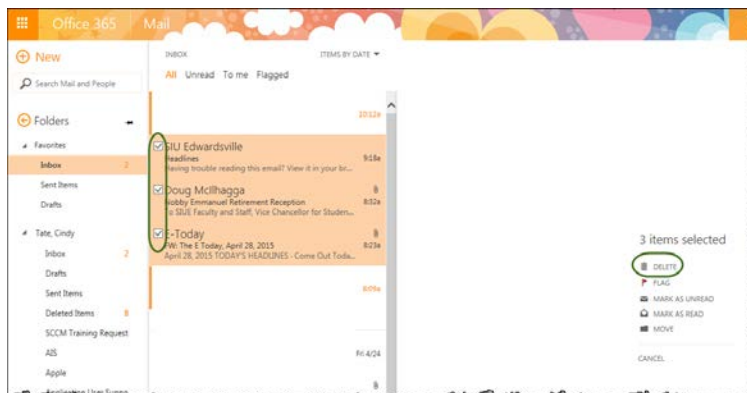 Office 365 Mail
New
Search Mail and People
Folders
Favorites
Inbox 2
Sent Items
Drafts
Tate, Cindy
Inbox 2
Drafts
Sent Items
Deleted Items 8
SCCM Training Request
AIS
Apple
INBOX ITEMS BY DATE
All Unread To me Flagged
10:12a
SIU Edwardsville
Headlines 9:18a
Having trouble reading this email? View it in your br...
Doug McIlhagga
Nobby Emmanuel Retirement Reception 8:32a
To SIUE Faculty and Staff, Vice Chancellor for Studen...
E-Today
FW: The E Today, April 28, 2015 8:23a
April 28, 2015 TODAY'S HEADLINES - Come Out Toda...
8:09a
Fri 4/24
3 items selected
DELETE
FLAG
MARK AS UNREAD
MARK AS READ
MOVE
CANCEL